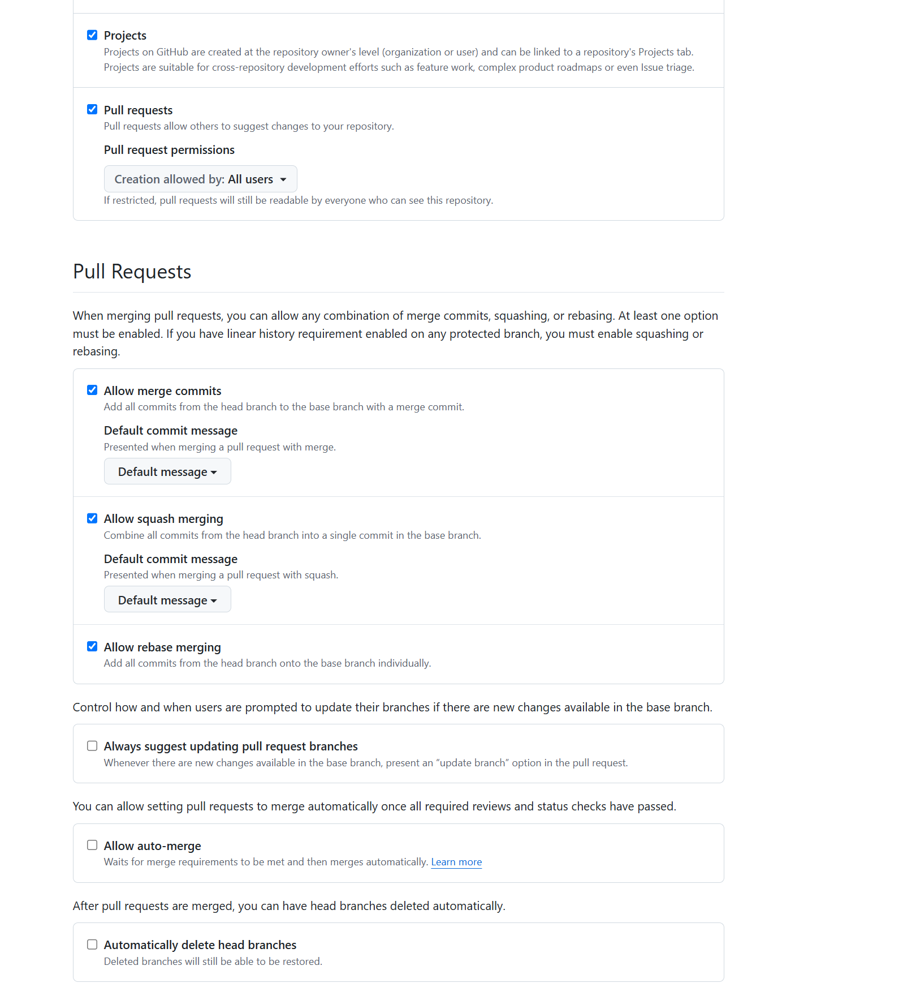 Projects
Projects on GitHub are created at the repository owner's level (organization or user) and can be linked to a repository's Projects tab.
Projects are suitable for cross-repository development efforts such as feature work, complex product roadmaps or even Issue triage.
Pull requests
Pull requests allow others to suggest changes to your repository.
Pull request permissions
Creation allowed by: All users
If restricted, pull requests will still be readable by everyone who can see this repository.
Pull Requests
When merging pull requests, you can allow any combination of merge commits, squashing, or rebasing. At least one option
must be enabled. If you have linear history requirement enabled on any protected branch, you must enable squashing or
rebasing.
Allow merge commits
Add all commits from the head branch to the base branch with a merge commit.
Default commit message
Presented when merging a pull request with merge.
Default message
Allow squash merging
Combine all commits from the head branch into a single commit in the base branch.
Default commit message
Presented when merging a pull request with squash.
Default message
Allow rebase merging
Add all commits from the head branch onto the base branch individually.
Control how and when users are prompted to update their branches if there are new changes available in the base branch.
Always suggest updating pull request branches
Whenever there are new changes available in the base branch, present an “update branch” option in the pull request.
You can allow setting pull requests to merge automatically once all required reviews and status checks have passed.
Allow auto-merge
Waits for merge requirements to be met and then merges automatically. Learn more
After pull requests are merged, you can have head branches deleted automatically.
Automatically delete head branches
Deleted branches will still be able to be restored.